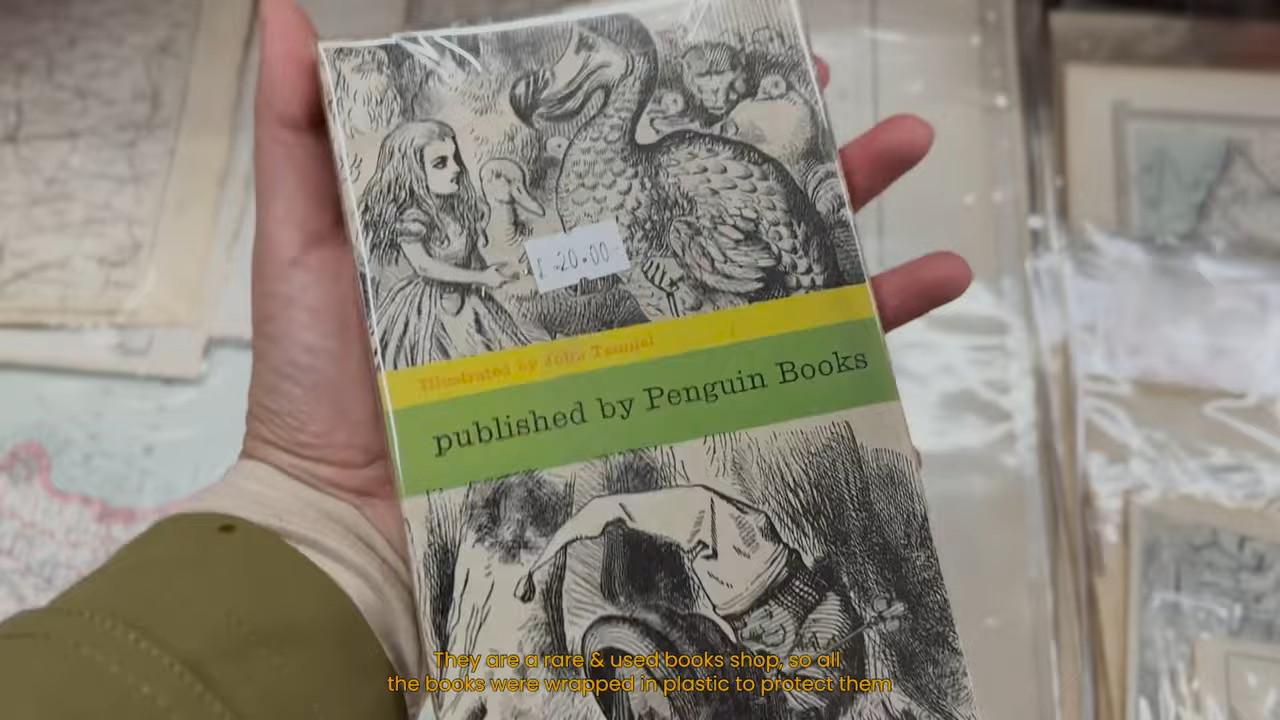 £ 20.00
Illustrated by John Tenniel
published by Penguin Books
They are a rare & used books shop, so all
the books were wrapped in plastic to protect them